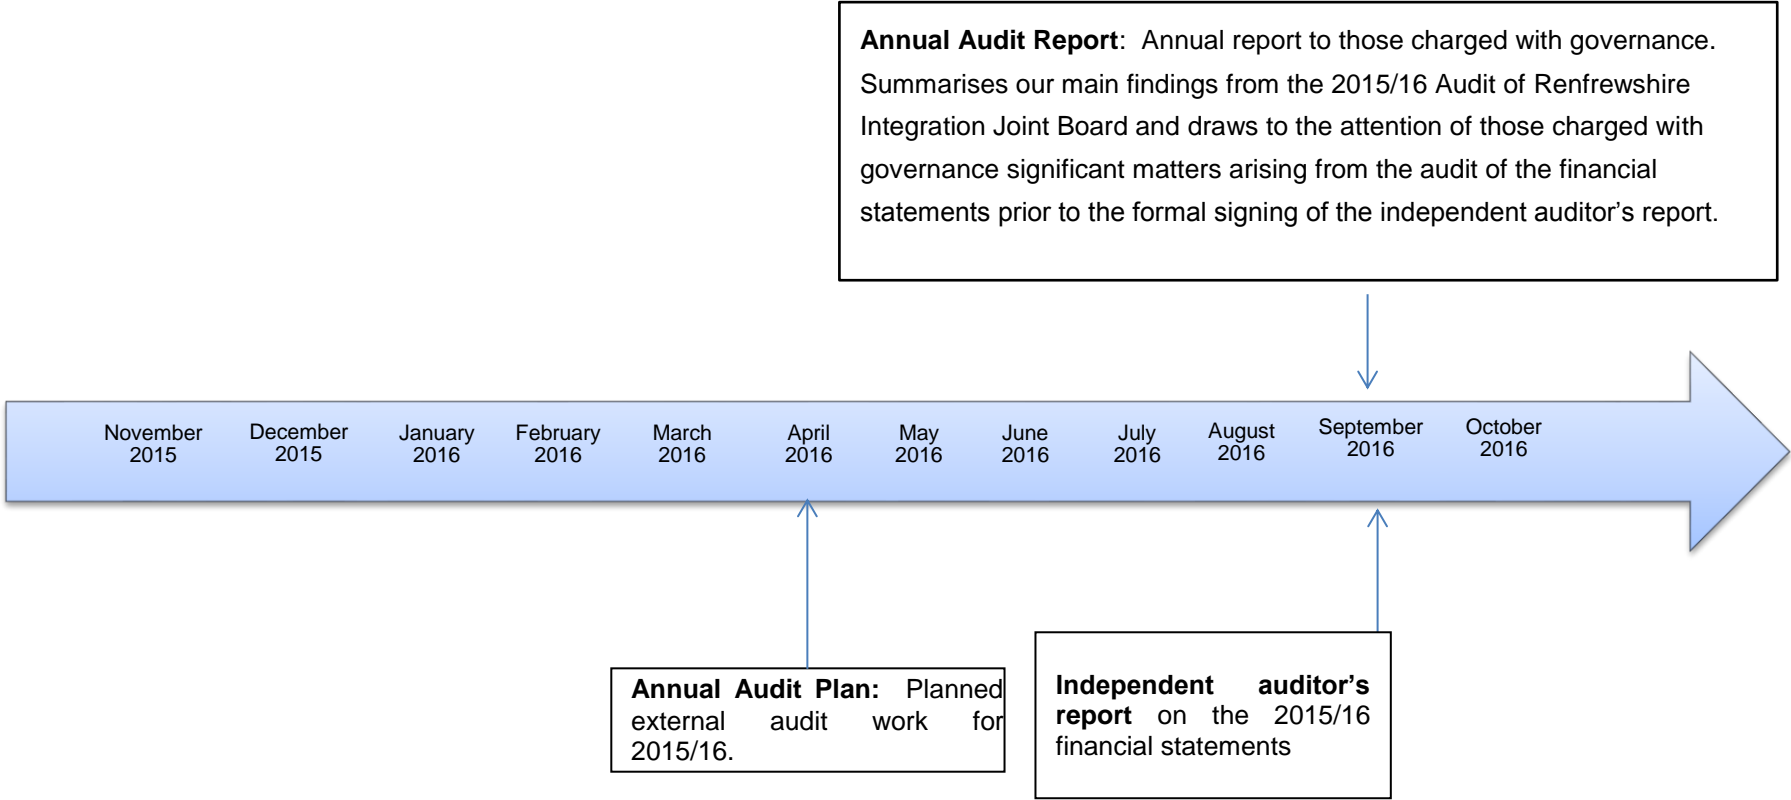 Annual Audit Report:  Annual report to those charged with governance.
Summarises our main findings from the 2015/16 Audit of Renfrewshire
Integration Joint Board and draws to the attention of those charged with
governance significant matters arising from the audit of the financial
statements prior to the formal signing of the independent auditor’s report.
November
2015
December
2015
January
2016
February
2016
March
2016
April
2016
May
2016
June
2016
July
2016
August
2016
September
2016
October
2016
Annual Audit Plan: Planned
external audit work for
2015/16.
Independent auditor’s
report on the 2015/16
financial statements